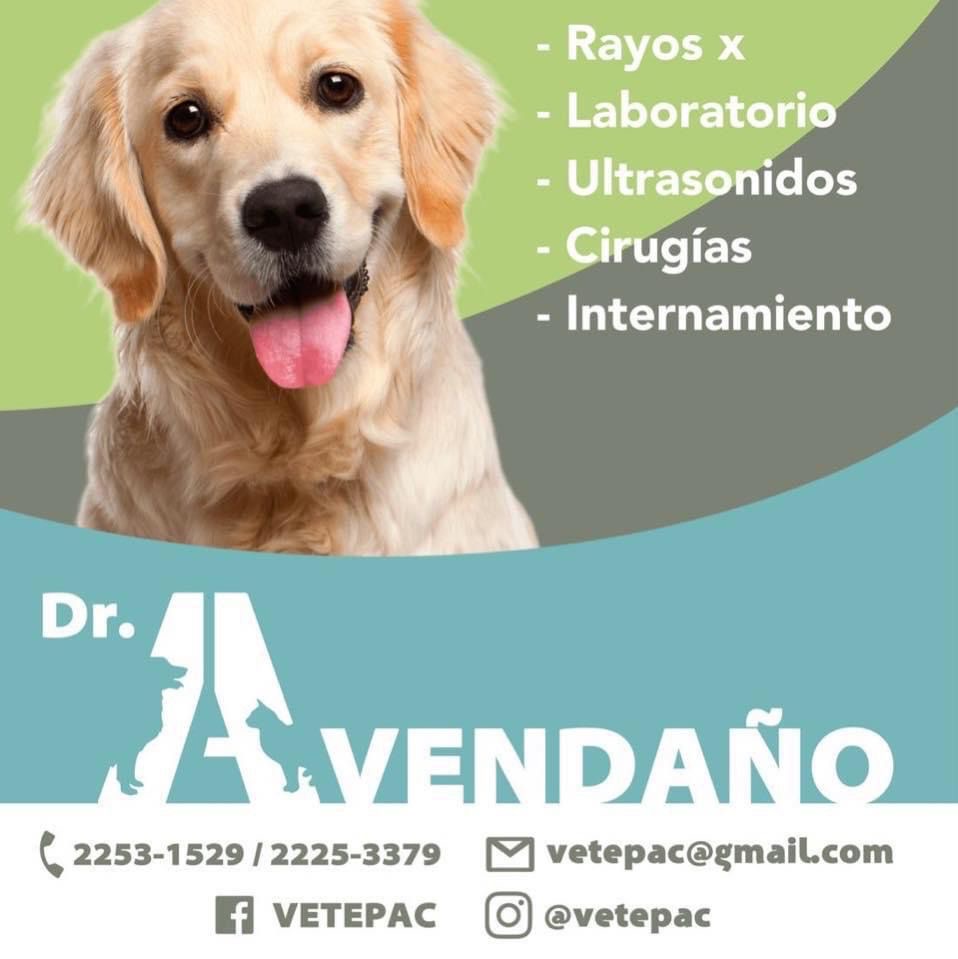 - Rayos x
- Laboratorio
- Ultrasonidos
- Cirugías
- Internamiento
Dr.
AVENDAÑO
2253-1529 / 2225-3379
vetepac@gmail.com
VETEPAC
@vetepac